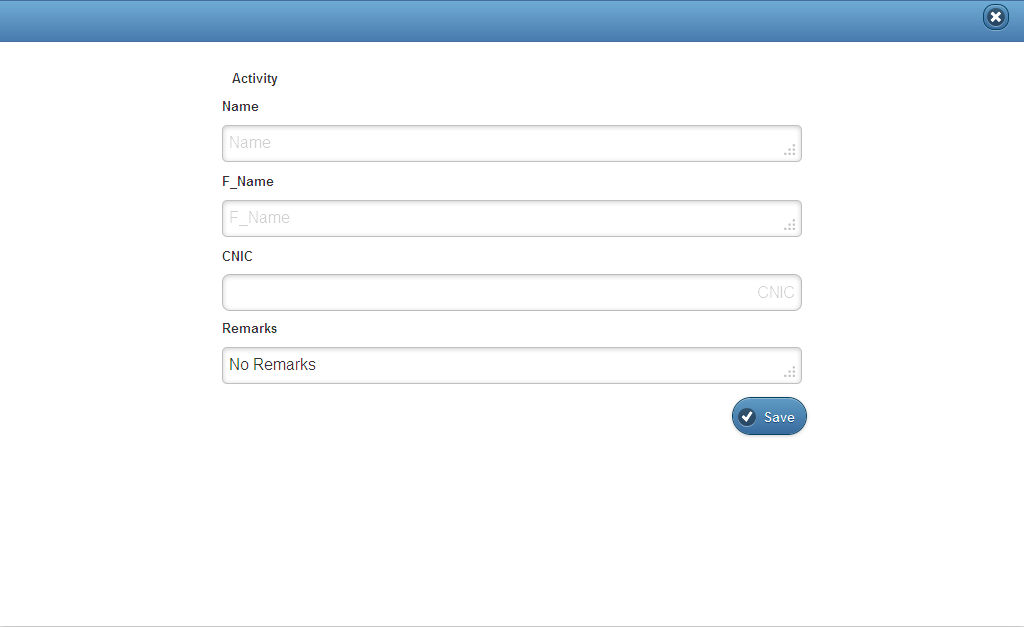 Activity
Name
Name
F_Name
F_Name
CNIC
CNIC
Remarks
No Remarks
Save